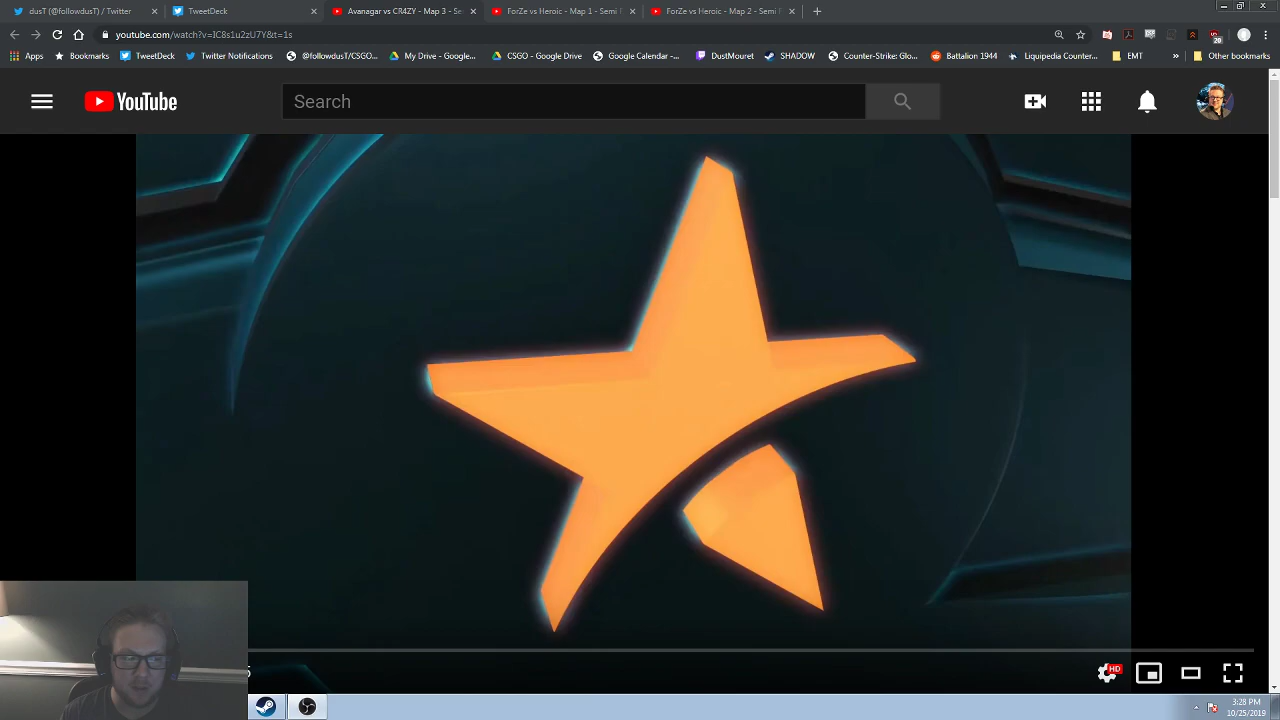 dusT (@followdusT) / Twitter
TweetDeck
Avanagar vs CR4ZY - Map 3 - Se
ForZe vs Heroic - Map 1 - Semi F
ForZe vs Heroic - Map 2 - Semi
youtube.com/watch?v=IC8s1u2zU7Y&t=1s
Apps
Bookmarks
TweetDeck
Twitter Notifications
@followdusT/CSGO...
My Drive - Google...
CSGO - Google Drive
Google Calendar -...
DustMouret
SHADOW
Counter-Strike: Glo...
Battalion 1944
Liquipedia Counter...
EMT
»
Other bookmarks
YouTube
Search
HD
3:28 PM
10/25/2019